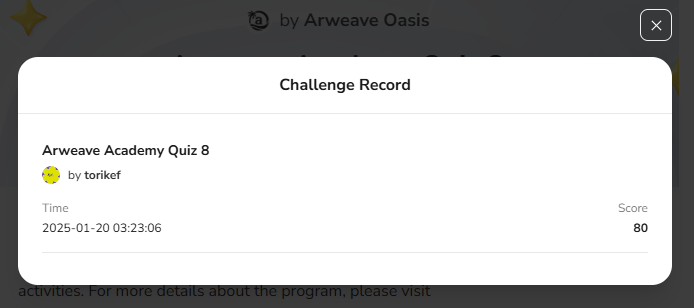 by Arweave Oasis
Challenge Record
Arweave Academy Quiz 8
by torikef
Time
Score
2025-01-20 03:23:06
80
activities. For more details about the program, please visit